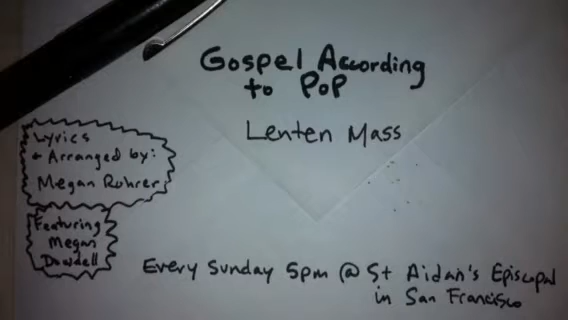 Gospel According
to PoP
Lenten Mass
Lyrics
+ Arranged by:
Megan Rohrer
Featuring
Megan
Dowdell
Every Sunday 5pm @ St Aidan's Episcopal
in San Francisco